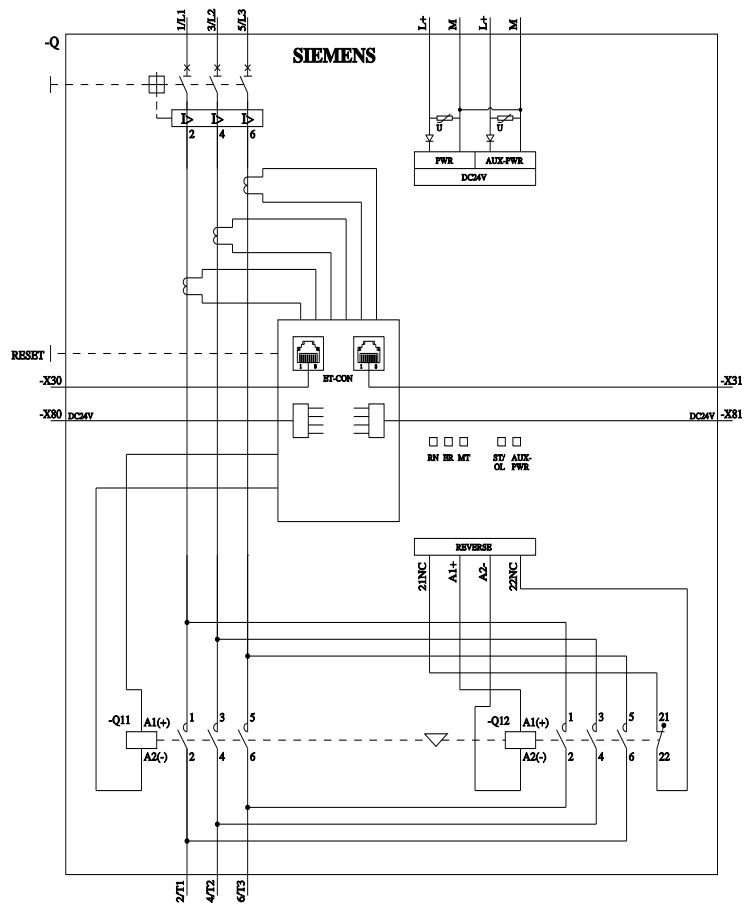 1/L1 3/L2 5/L3 L+ M L+ M
-Q
SIEMENS
I> I> I>
2 4 6
U U
PWR AUX-PWR
DC24V
RESET
1 8 1 8
ET-CON
-X30 -X31
-X80 DC24V DC24V -X81
RN ER MT ST/OL AUX-PWR
REVERSE
21NC A1+ A2- 22NC
-Q11 A1(+) 1 3 5 -Q12 A1(+) 1 3 5 21
A2(-) 2 4 6 A2(-) 2 4 6 22
2/T1 4/T2 6/T3